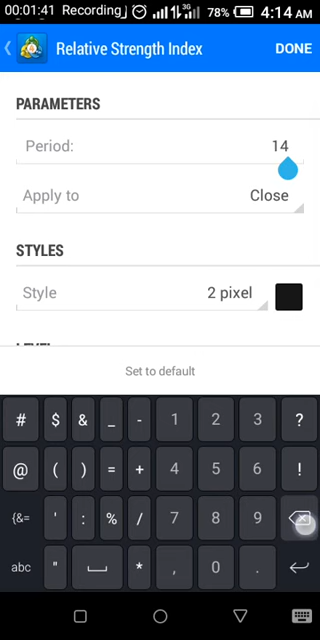 00:01:41 Recording 3G 78% 4:14 AM
Relative Strength Index DONE
PARAMETERS
Period: 14
Apply to Close
STYLES
Style 2 pixel
Set to default
# $ & _ - 1 2 3 ?
@ ( ) = + 4 5 6 !
{&= ' : % / 7 8 9
abc " * , 0 .